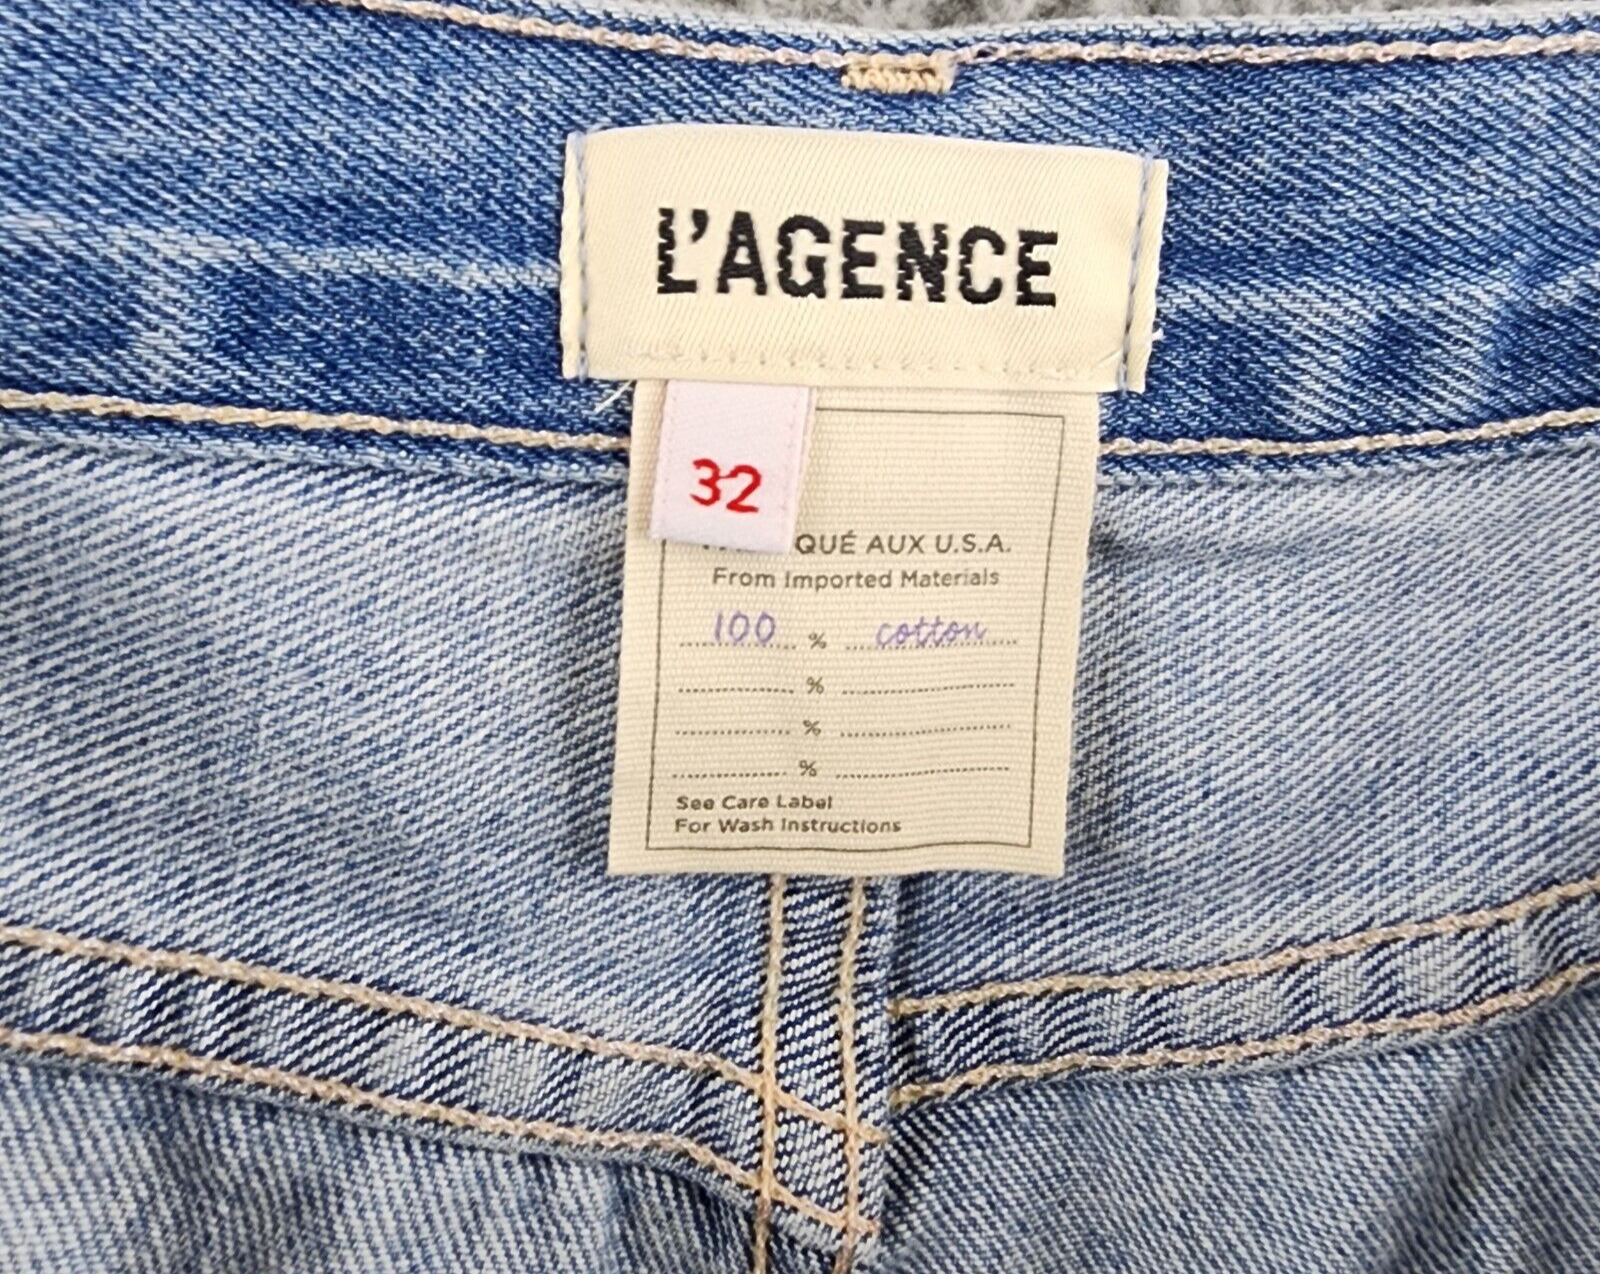 L'AGENCE
32
QUÉ AUX U.S.A.
From Imported Materials
100 % cotton
%
%
%
See Care Label
For Wash Instructions